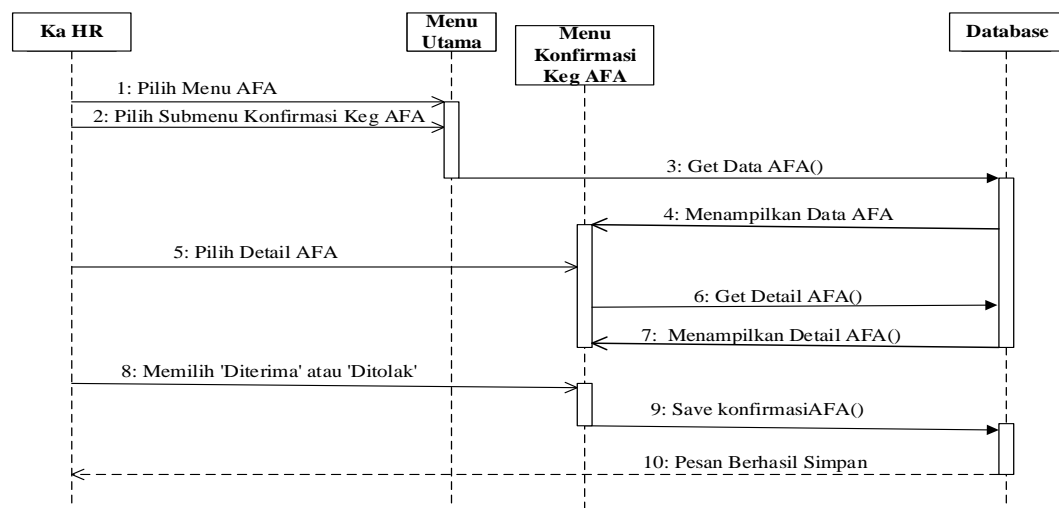 Ka HR
Menu
Utama
Menu
Konfirmasi
Keg AFA
Database
1: Pilih Menu AFA
2: Pilih Submenu Konfirmasi Keg AFA
3: Get Data AFA()
4: Menampilkan Data AFA
5: Pilih Detail AFA
6: Get Detail AFA()
7: Menampilkan Detail AFA()
8: Memilih 'Diterima' atau 'Ditolak'
9: Save konfirmasiAFA()
10: Pesan Berhasil Simpan